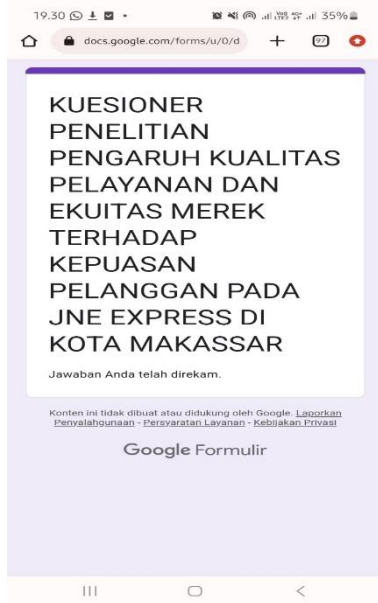 19.30 35%
docs.google.com/forms/u/0/d 97
KUESIONER
PENELITIAN
PENGARUH KUALITAS
PELAYANAN DAN
EKUITAS MEREK
TERHADAP
KEPUASAN
PELANGGAN PADA
JNE EXPRESS DI
KOTA MAKASSAR
Jawaban Anda telah direkam.
Konten ini tidak dibuat atau didukung oleh Google. Laporkan
Penyalahgunaan - Persyaratan Layanan - Kebijakan Privasi
Google Formulir